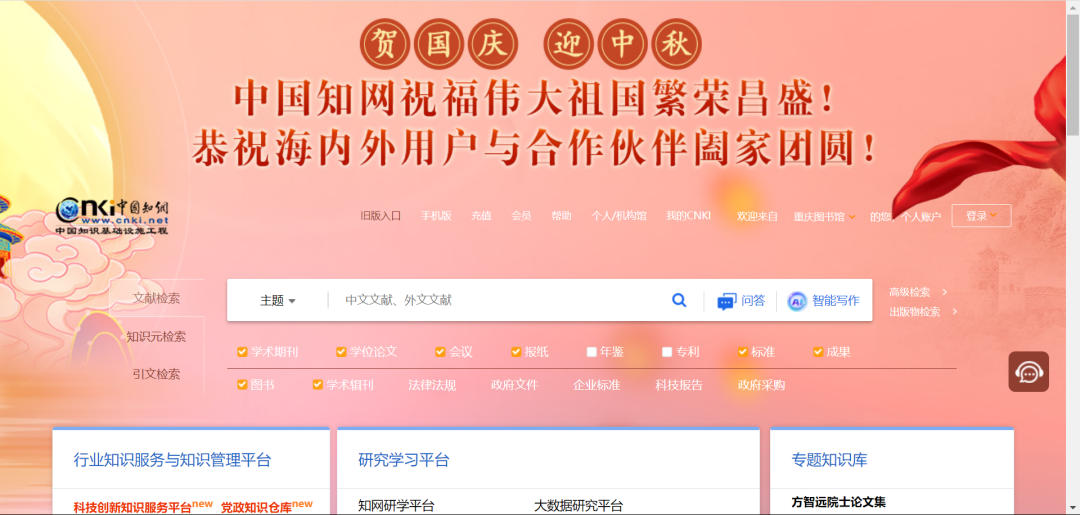 贺国庆 迎中秋
中国知网祝福伟大祖国繁荣昌盛！
恭祝海内外用户与合作伙伴阖家团圆！
CNKI中国知网
www.cnki.net
中国知识基础设施工程
旧版入口 手机版 充值 会员 帮助 个人/机构馆 我的CNKI 欢迎来自 重庆图书馆 的您, 个人账户 登录
文献检索
知识元检索
引文检索
主题 中文文献、外文文献 问答 AI 智能写作
高级检索
出版物检索
学术期刊 学位论文 会议 报纸 年鉴 专利 标准 成果
图书 学术辑刊 法律法规 政府文件 企业标准 科技报告 政府采购
行业知识服务与知识管理平台 研究学习平台 专题知识库
科技创新知识服务平台new 党政知识仓库new 知网研学平台 大数据研究平台 方智远院士论文集